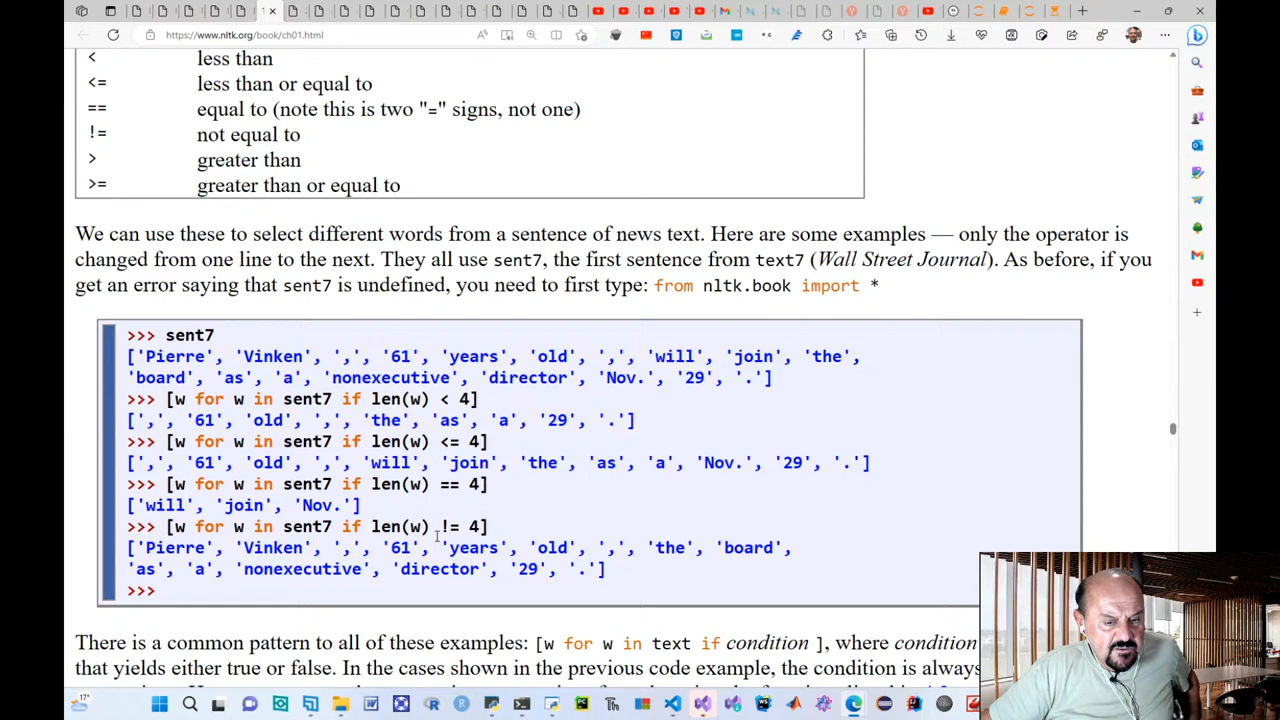 https://www.nltk.org/book/ch01.html
< less than
<= less than or equal to
== equal to (note this is two "=" signs, not one)
!= not equal to
> greater than
>= greater than or equal to
We can use these to select different words from a sentence of news text. Here are some examples — only the operator is
changed from one line to the next. They all use sent7, the first sentence from text7 (Wall Street Journal). As before, if you
get an error saying that sent7 is undefined, you need to first type: from nltk.book import *
>>> sent7
['Pierre', 'Vinken', ',', '61', 'years', 'old', ',', 'will', 'join', 'the',
'board', 'as', 'a', 'nonexecutive', 'director', 'Nov.', '29', '.']
>>> [w for w in sent7 if len(w) < 4]
[',', '61', 'old', ',', 'the', 'as', 'a', '29', '.']
>>> [w for w in sent7 if len(w) <= 4]
[',', '61', 'old', ',', 'will', 'join', 'the', 'as', 'a', 'Nov.', '29', '.']
>>> [w for w in sent7 if len(w) == 4]
['will', 'join', 'Nov.']
>>> [w for w in sent7 if len(w) != 4]
['Pierre', 'Vinken', ',', '61', 'years', 'old', ',', 'the', 'board',
'as', 'a', 'nonexecutive', 'director', '29', '.']
>>>
There is a common pattern to all of these examples: [w for w in text if condition ], where condition
that yields either true or false. In the cases shown in the previous code example, the condition is always
17°